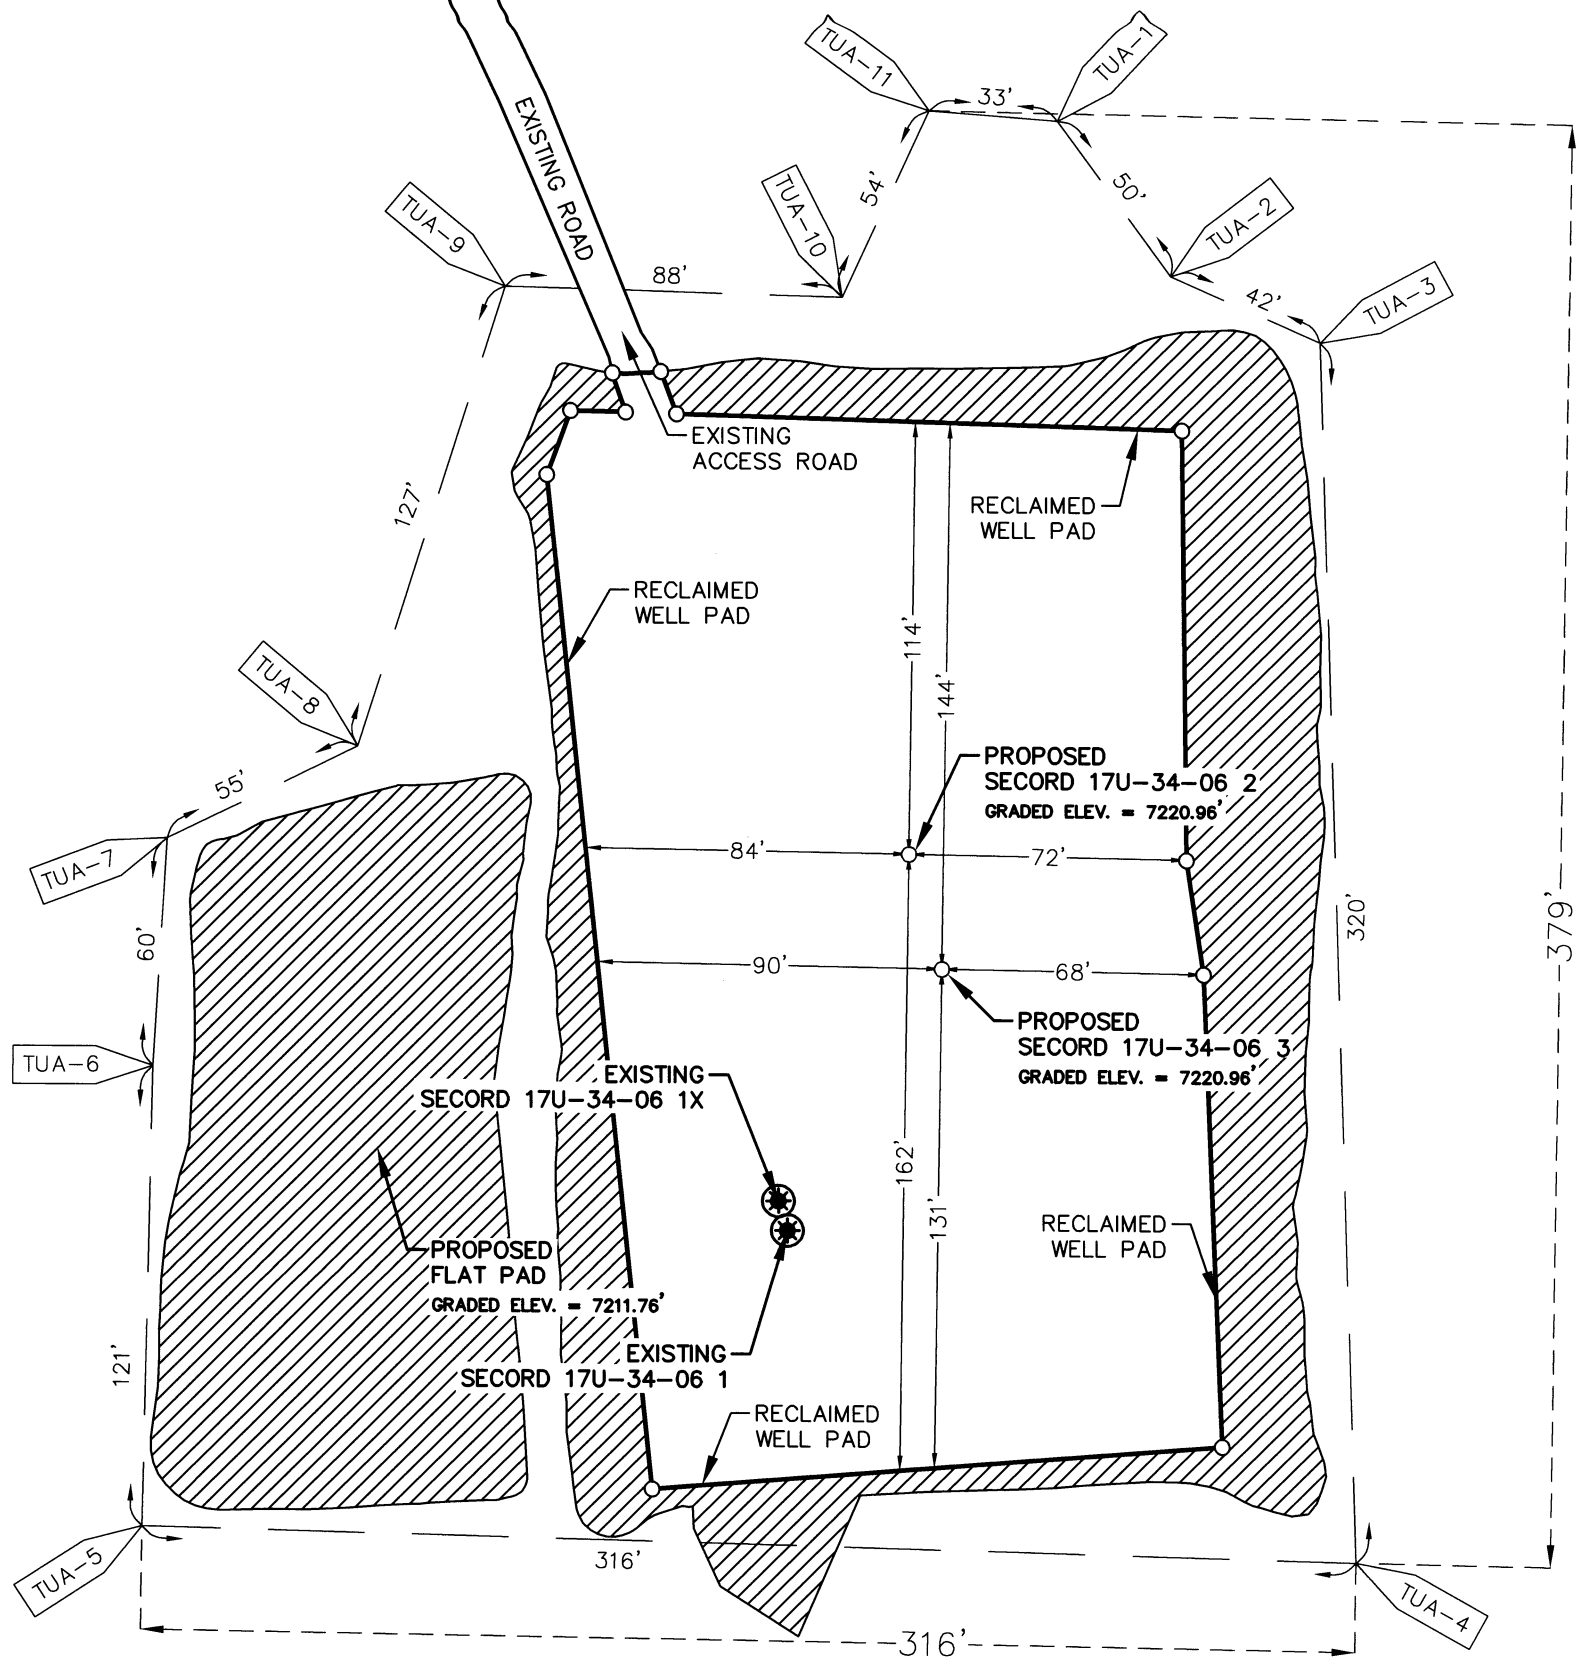 TUA-11
TUA-1
33'
EXISTING ROAD
54'
50'
TUA-10
TUA-2
TUA-9
88'
42'
TUA-3
EXISTING
ACCESS ROAD
127'
RECLAIMED
WELL PAD
RECLAIMED
WELL PAD
114'
144'
TUA-8
PROPOSED
SECORD 17U-34-06 2
GRADED ELEV. = 7220.96'
55'
84'
72'
TUA-7
60'
320'
379'
90'
68'
PROPOSED
SECORD 17U-34-06 3
GRADED ELEV. = 7220.96'
TUA-6
EXISTING
SECORD 17U-34-06 1X
162'
131'
RECLAIMED
WELL PAD
PROPOSED
FLAT PAD
GRADED ELEV. = 7211.76'
EXISTING
SECORD 17U-34-06 1
121'
RECLAIMED
WELL PAD
316'
TUA-5
TUA-4
316'